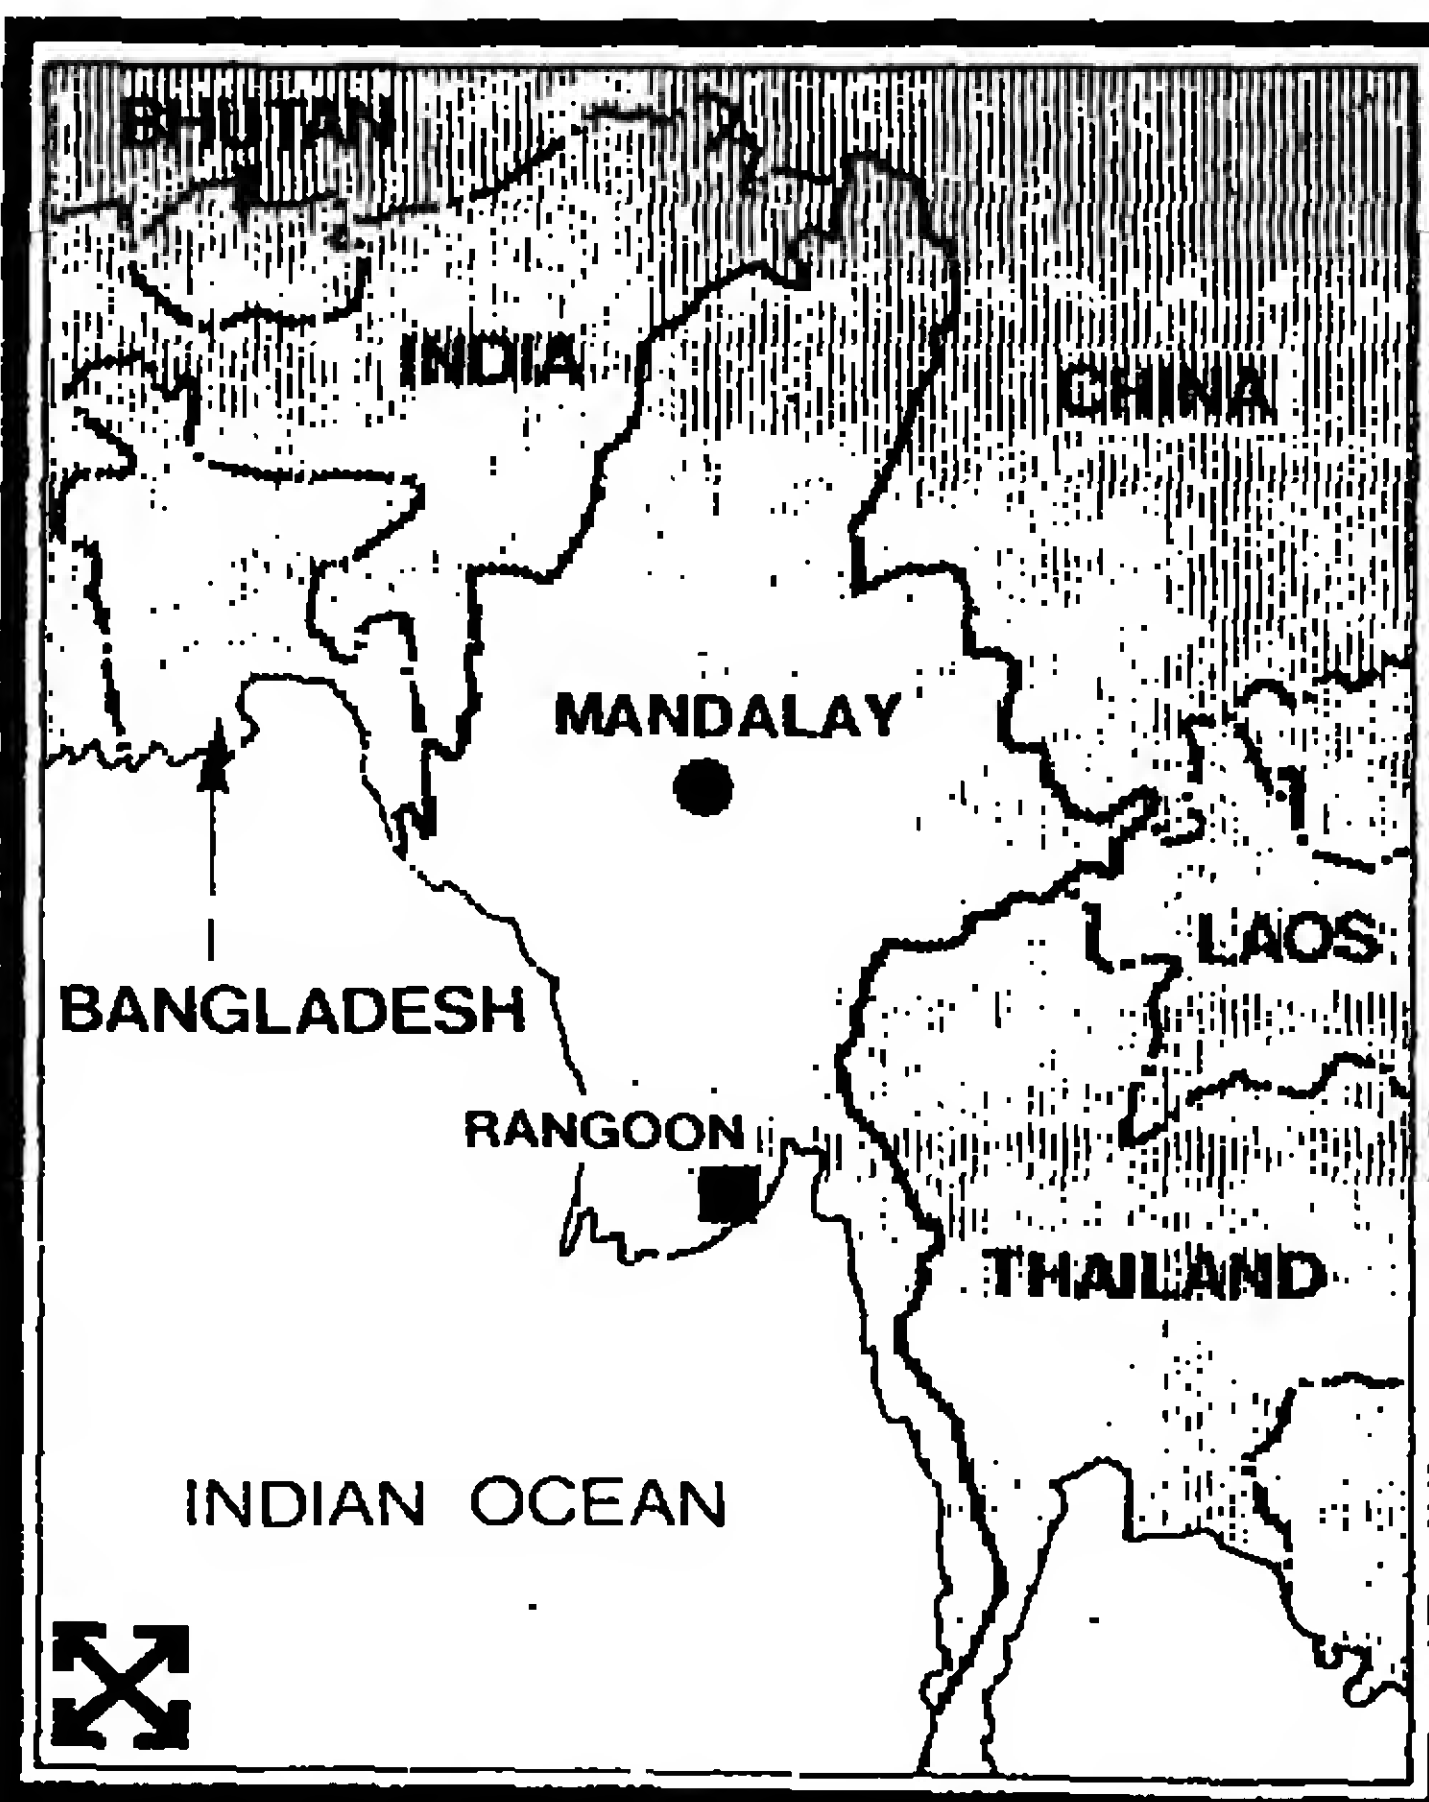 BHUTAN
INDIA
CHINA
MANDALAY
LAOS
BANGLADESH
RANGOON
THAILAND
INDIAN OCEAN